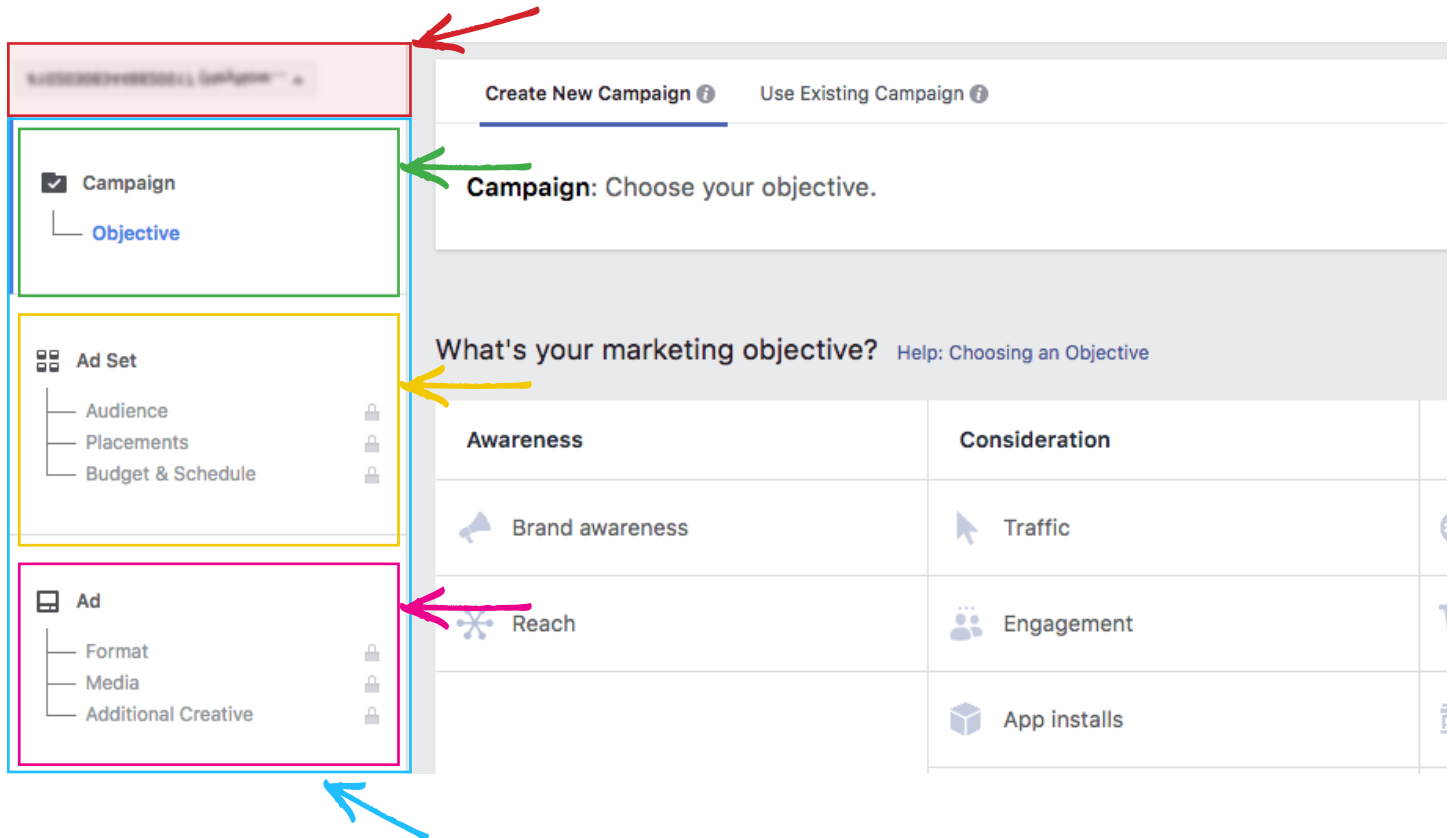 Create New Campaign Use Existing Campaign
Campaign
Objective
Campaign: Choose your objective.
Ad Set
Audience
Placements
Budget & Schedule
What's your marketing objective? Help: Choosing an Objective
Awareness Consideration
Brand awareness Traffic
Reach Engagement
App installs
Ad
Format
Media
Additional Creative